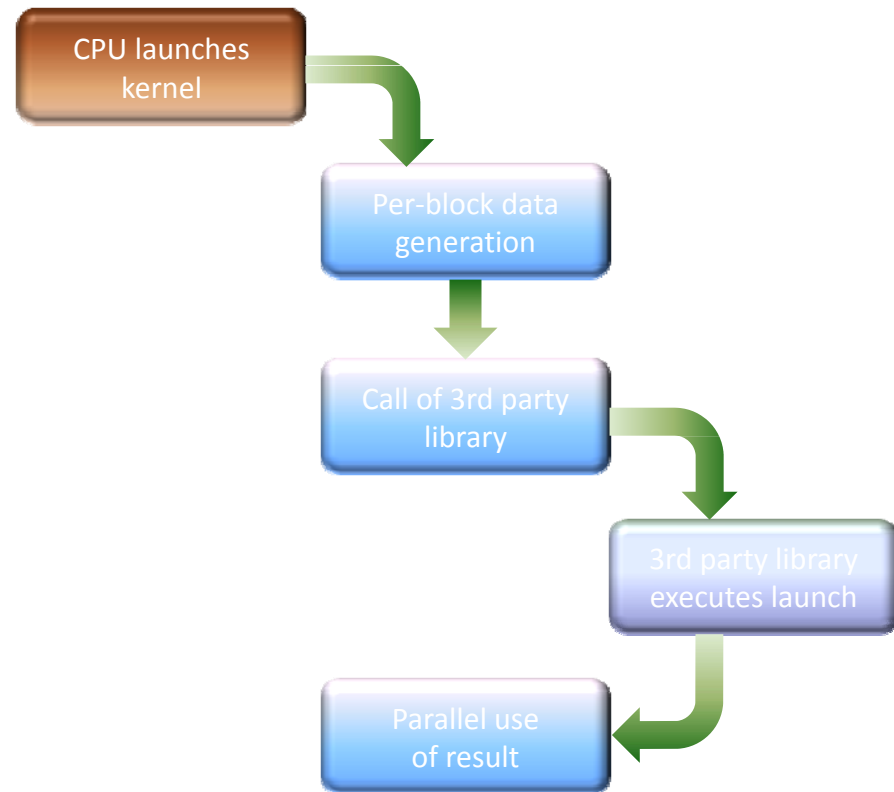 CPU launches
kernel
Per-block data
generation
Call of 3rd party
library
3rd party library
executes launch
Parallel use
of result